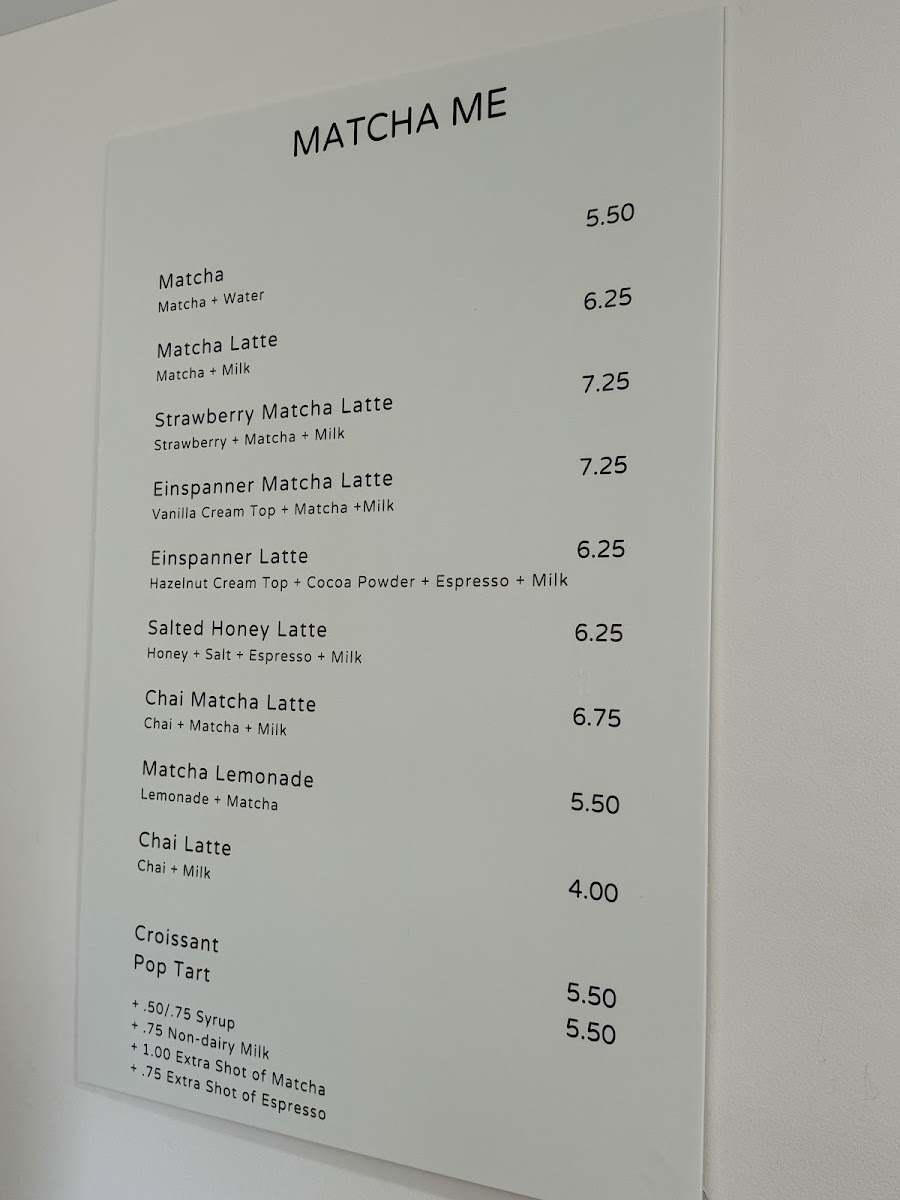 MATCHA ME
Matcha 5.50
Matcha + Water
Matcha Latte 6.25
Matcha + Milk
Strawberry Matcha Latte 7.25
Strawberry + Matcha + Milk
Einspanner Matcha Latte 7.25
Vanilla Cream Top + Matcha +Milk
Einspanner Latte 6.25
Hazelnut Cream Top + Cocoa Powder + Espresso + Milk
Salted Honey Latte 6.25
Honey + Salt + Espresso + Milk
Chai Matcha Latte 6.75
Chai + Matcha + Milk
Matcha Lemonade 5.50
Lemonade + Matcha
Chai Latte 4.00
Chai + Milk
Croissant 5.50
Pop Tart 5.50
+ .50/.75 Syrup
+ .75 Non-dairy Milk
+ 1.00 Extra Shot of Matcha
+ .75 Extra Shot of Espresso